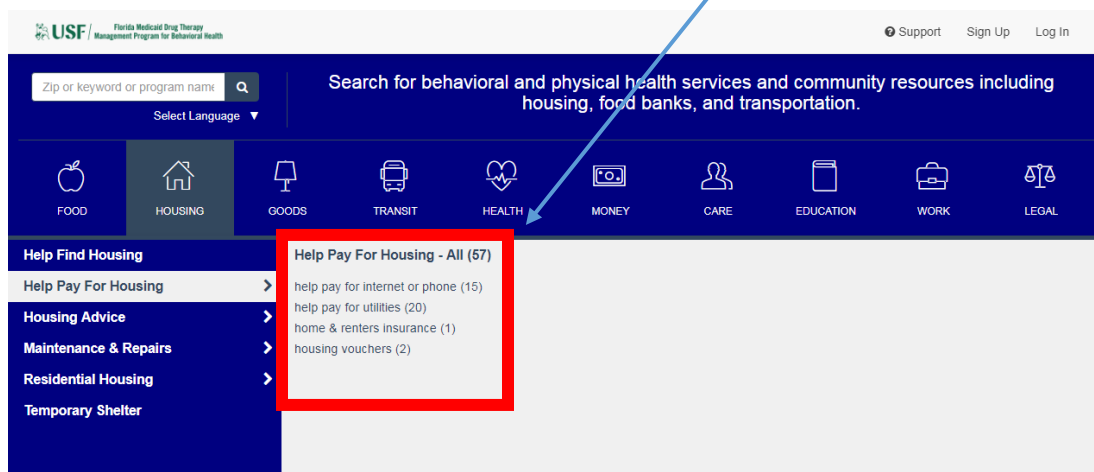 USF Florida Medicaid Drug Therapy
Management Program for Behavioral Health
Support Sign Up Log In
Zip or keyword or program name
Select Language ▼
Search for behavioral and physical health services and community resources including
housing, food banks, and transportation.
FOOD HOUSING GOODS TRANSIT HEALTH MONEY CARE EDUCATION WORK LEGAL
Help Find Housing
Help Pay For Housing
Housing Advice
Maintenance & Repairs
Residential Housing
Temporary Shelter
Help Pay For Housing - All (57)
help pay for internet or phone (15)
help pay for utilities (20)
home & renters insurance (1)
housing vouchers (2)